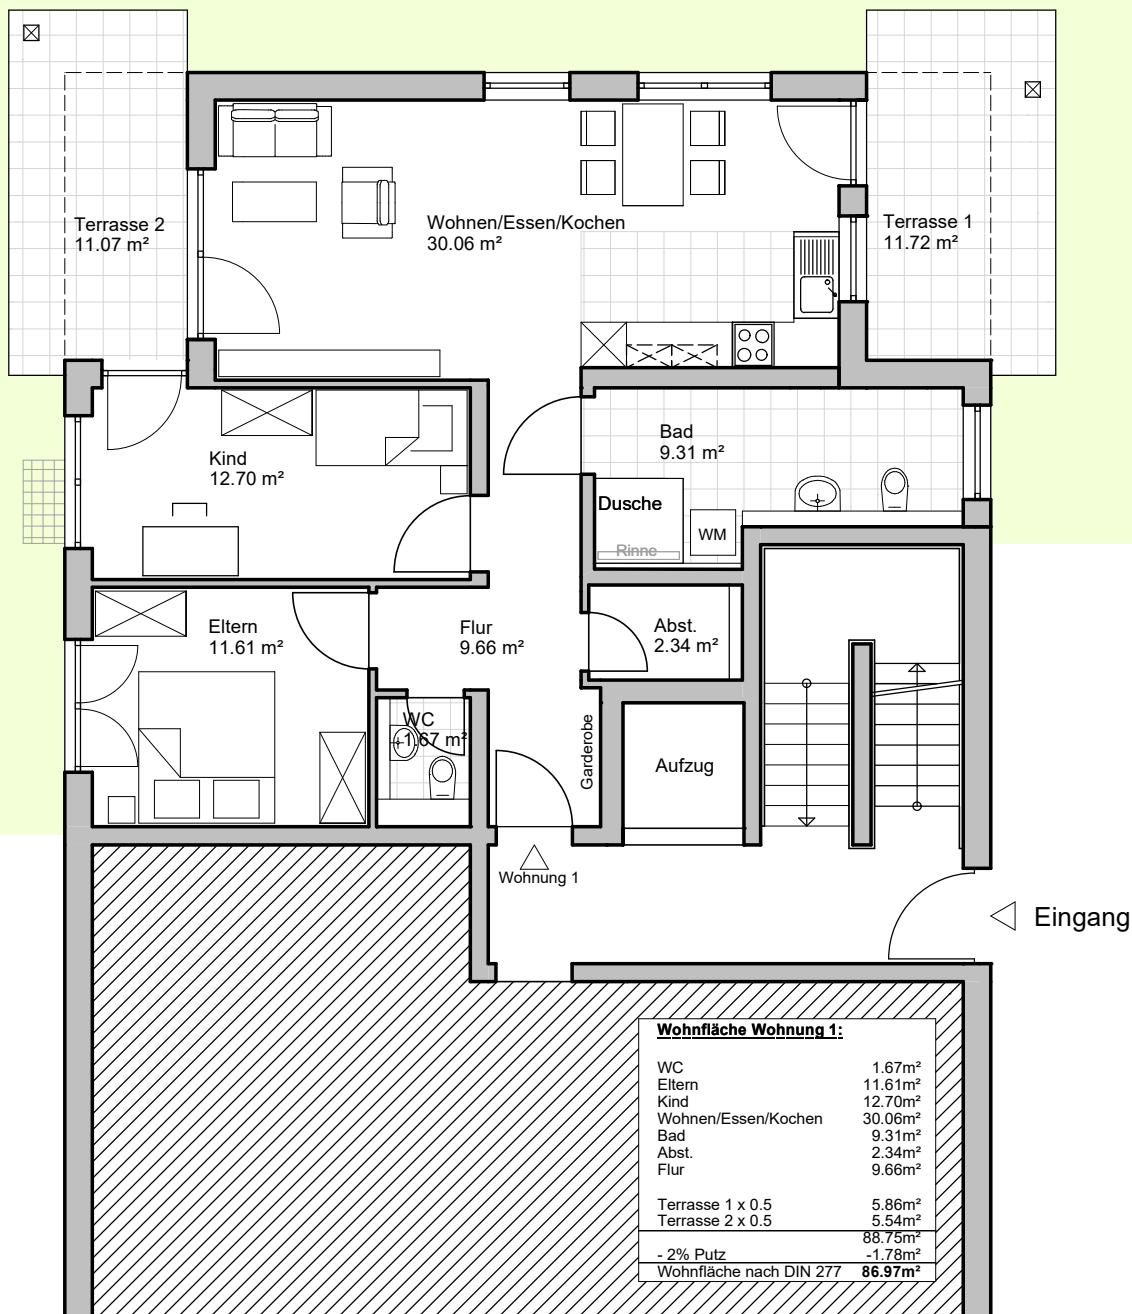 Terrasse 2
11.07 m²
Wohnen/Essen/Kochen
30.06 m²
Terrasse 1
11.72 m²
Kind
12.70 m²
Bad
9.31 m²
Dusche
Rinne
WM
Eltern
11.61 m²
Flur
9.66 m²
Abst.
2.34 m²
WC
1.67 m²
Garderobe
Aufzug
Wohnung 1
Eingang
Wohnfläche Wohnung 1:
WC 1.67m²
Eltern 11.61m²
Kind 12.70m²
Wohnen/Essen/Kochen 30.06m²
Bad 9.31m²
Abst. 2.34m²
Flur 9.66m²
Terrasse 1 x 0.5 5.86m²
Terrasse 2 x 0.5 5.54m²
88.75m²
- 2% Putz -1.78m²
Wohnfläche nach DIN 277 86.97m²